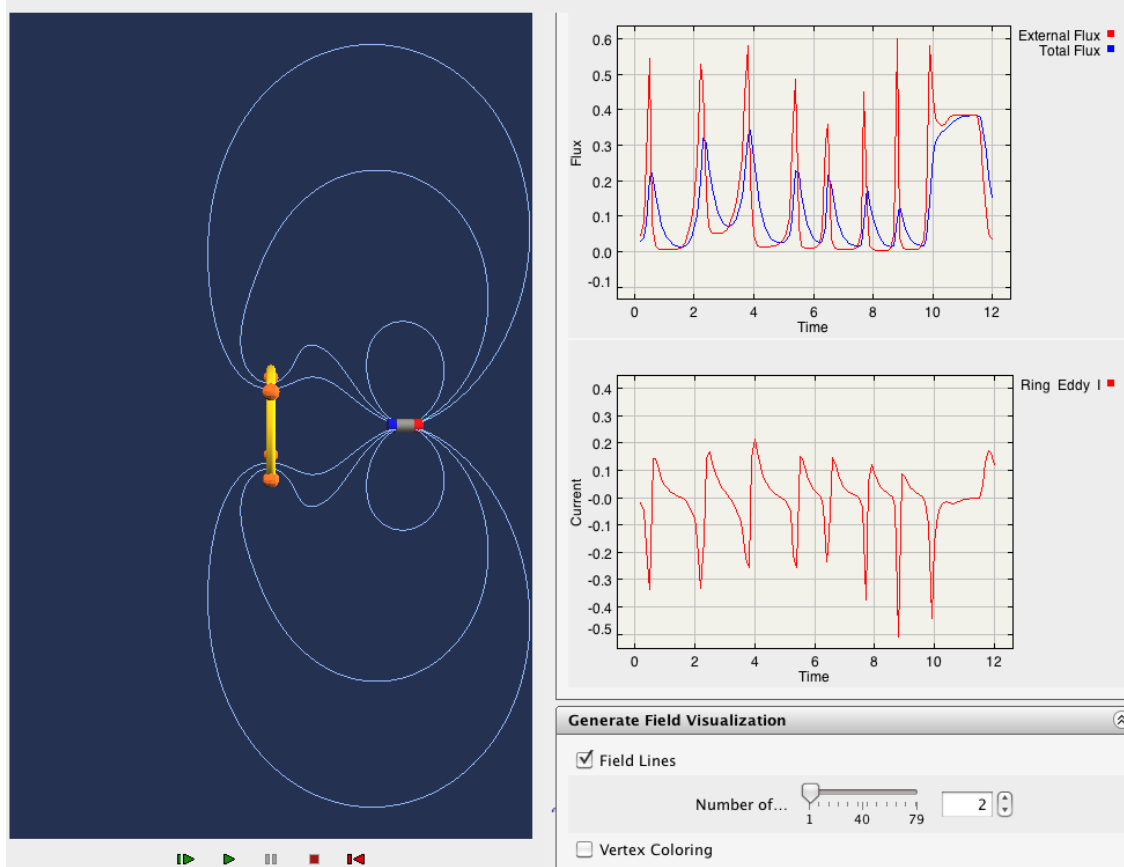 External Flux
Total Flux
0.6
0.5
0.4
0.3
0.2
0.1
0.0
-0.1
Flux
0 2 4 6 8 10 12
Time
Ring Eddy I
0.4
0.3
0.2
0.1
-0.0
-0.1
-0.2
-0.3
-0.4
-0.5
Current
0 2 4 6 8 10 12
Time
Generate Field Visualization
Field Lines
Number of... 2
1 40 79
Vertex Coloring